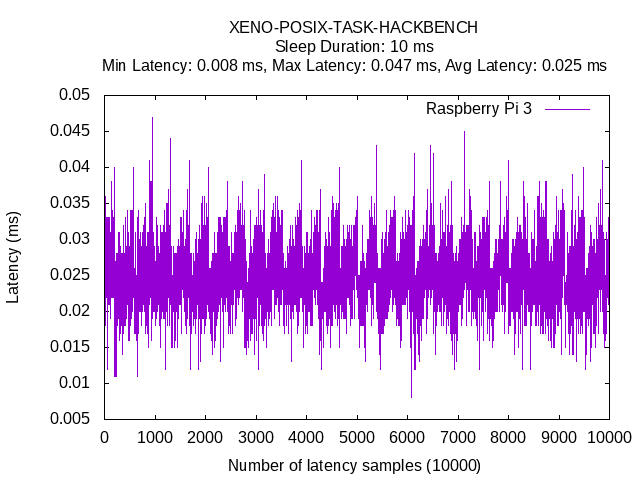 XENO-POSIX-TASK-HACKBENCH
Sleep Duration: 10 ms
Min Latency: 0.008 ms, Max Latency: 0.047 ms, Avg Latency: 0.025 ms
Raspberry Pi 3
0.05
0.045
0.04
0.035
0.03
0.025
0.02
0.015
0.01
0.005
Latency (ms)
0 1000 2000 3000 4000 5000 6000 7000 8000 9000 10000
Number of latency samples (10000)